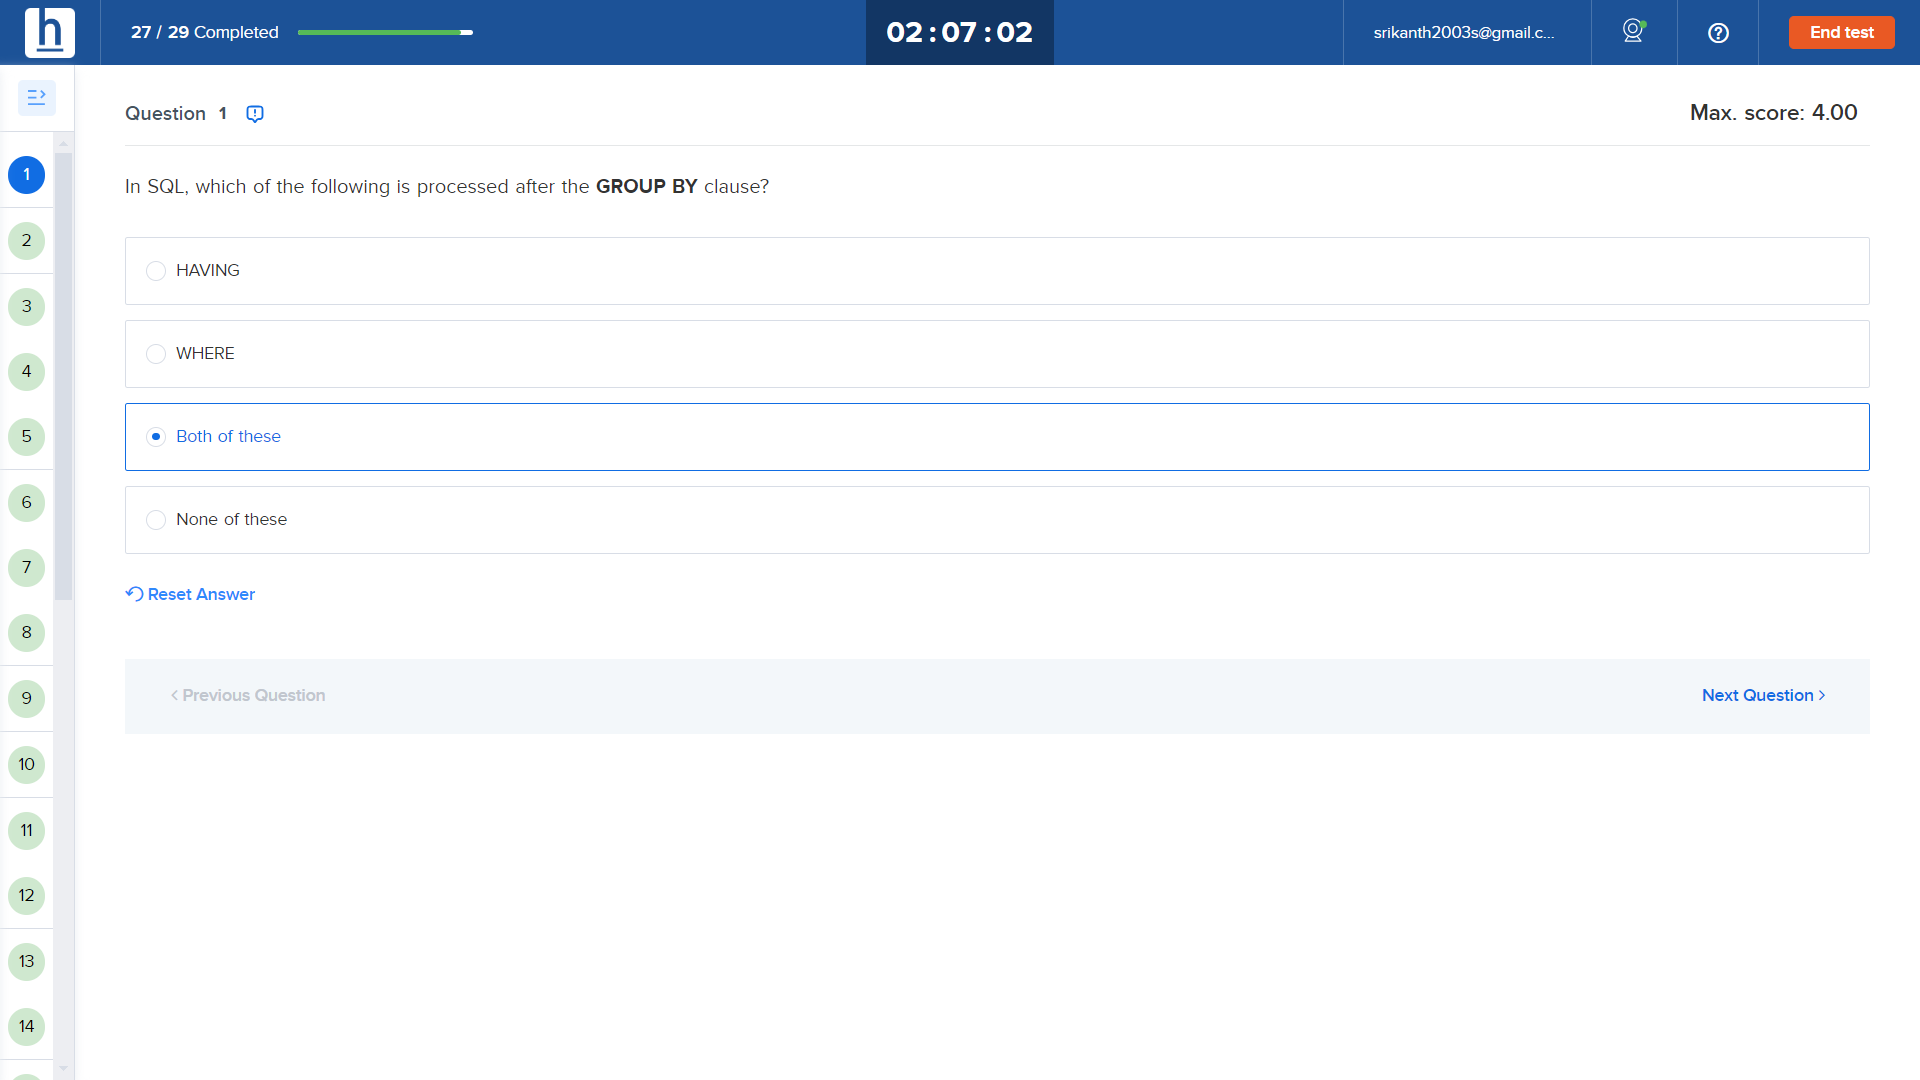 h
27 / 29 Completed
02 : 07 : 02
srikanth2003s@gmail.c...
End test
Question 1
Max. score: 4.00
In SQL, which of the following is processed after the GROUP BY clause?
HAVING
WHERE
Both of these
None of these
Reset Answer
Previous Question
Next Question
1
2
3
4
5
6
7
8
9
10
11
12
13
14